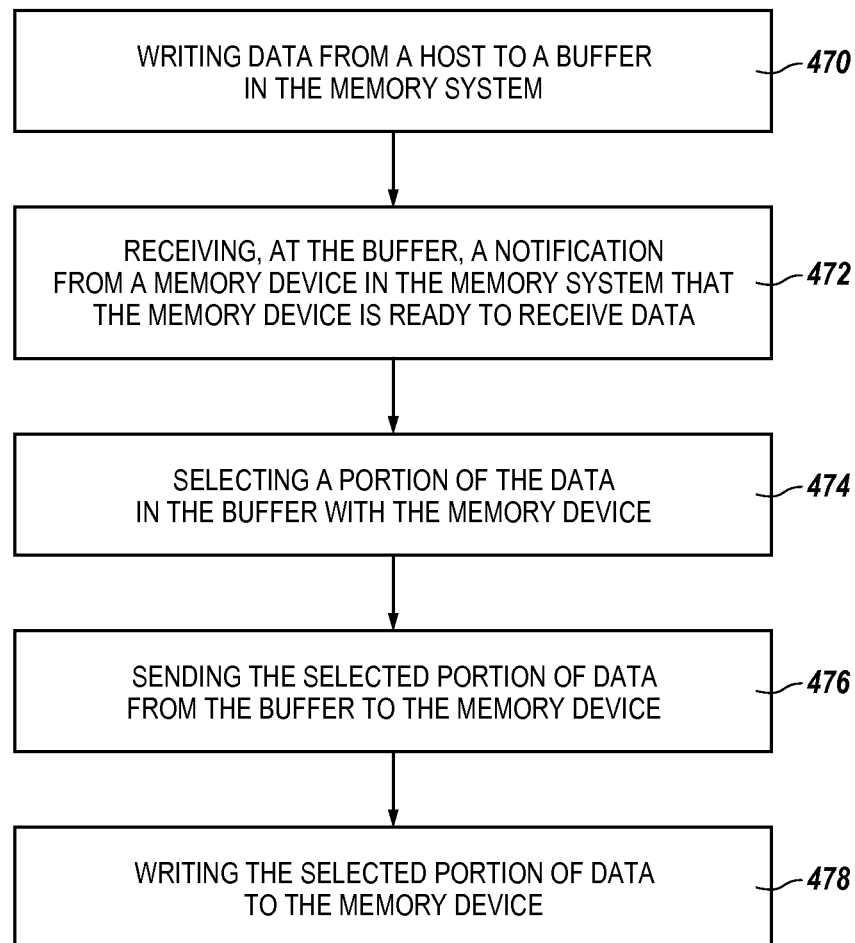 WRITING DATA FROM A HOST TO A BUFFER
IN THE MEMORY SYSTEM
470
RECEIVING, AT THE BUFFER, A NOTIFICATION
FROM A MEMORY DEVICE IN THE MEMORY SYSTEM THAT
THE MEMORY DEVICE IS READY TO RECEIVE DATA
472
SELECTING A PORTION OF THE DATA
IN THE BUFFER WITH THE MEMORY DEVICE
474
SENDING THE SELECTED PORTION OF DATA
FROM THE BUFFER TO THE MEMORY DEVICE
476
WRITING THE SELECTED PORTION OF DATA
TO THE MEMORY DEVICE
478